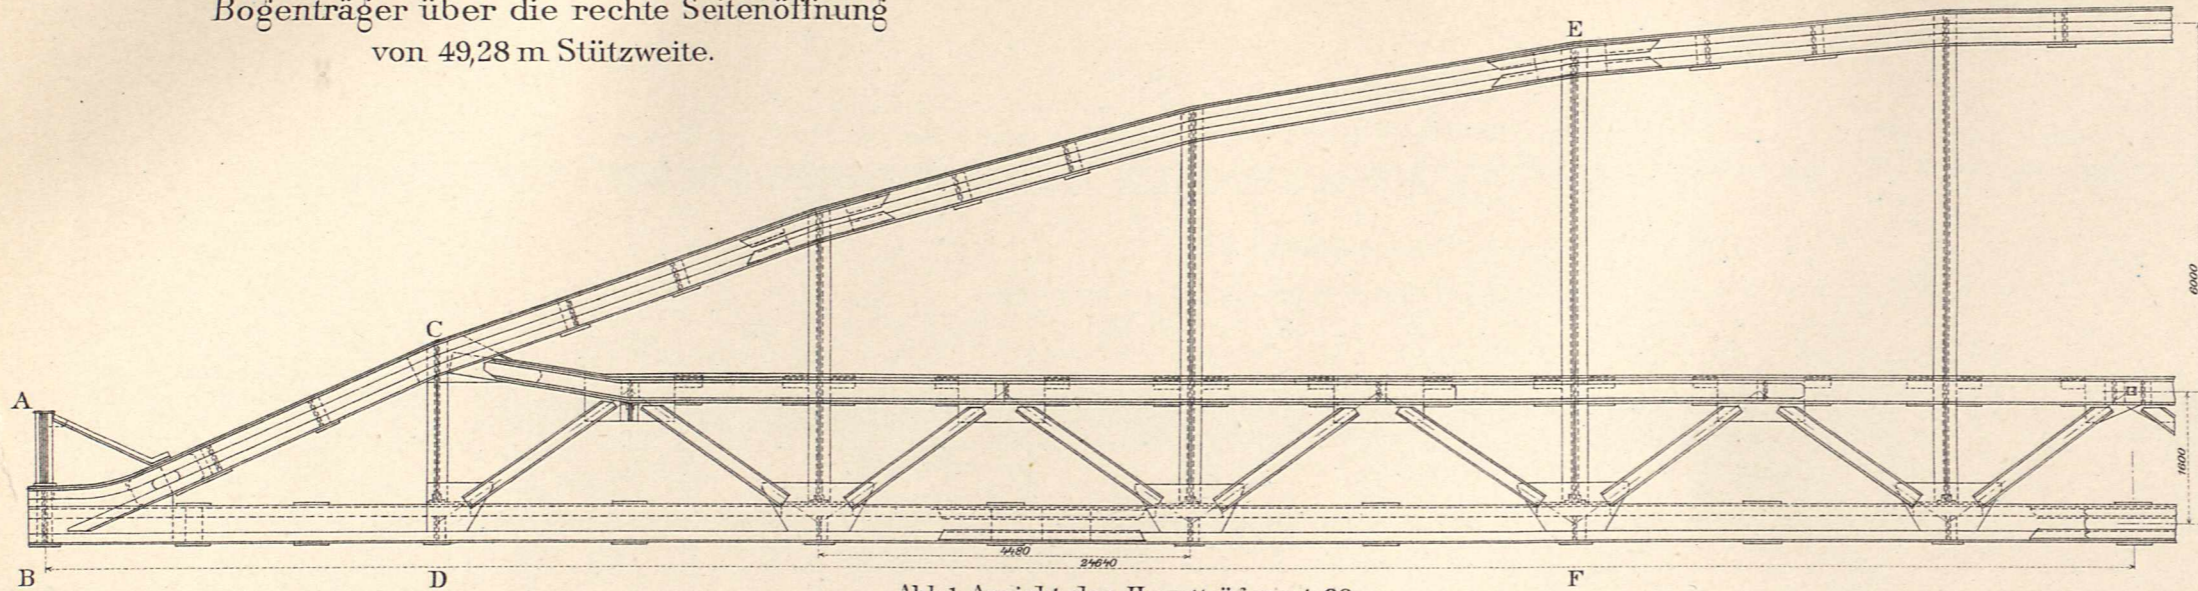 Bogenträger über die rechte Seitenöffnung
von 49,28 m Stützweite.
E
C
A
6000
1600
4480
24640
B D F